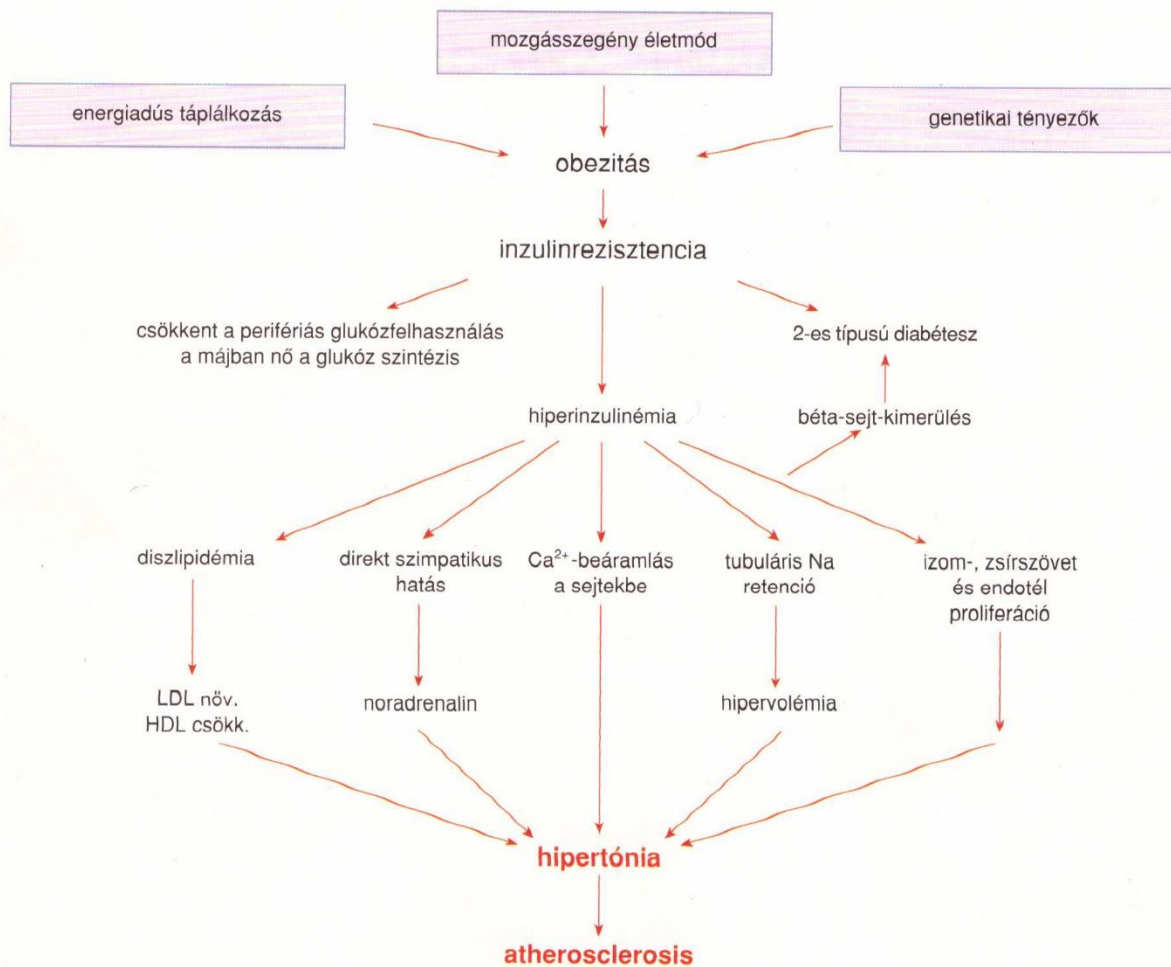 mozgásszegény életmód
energiadús táplálkozás
genetikai tényezők
obezitás
inzulinrezisztencia
csökkent a perifériás glukózfelhasználás
a májban nő a glukóz szintézis
2-es típusú diabétesz
hiperinzulinémia
béta-sejt-kimerülés
diszlipidémia
direkt szimpatikus
hatás
Ca²⁺-beáramlás
a sejtekbe
tubuláris Na
retenció
izom-, zsírszövet
és endotél
proliferáció
LDL növ.
HDL csökk.
noradrenalin
hipervolémia
hipertónia
atherosclerosis